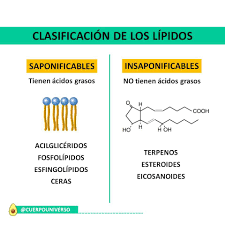 CLASIFICACIÓN DE LOS LÍPIDOS
SAPONIFICABLES
Tienen ácidos grasos
ACILGLICÉRIDOS
FOSFOLÍPIDOS
ESFINGOLÍPIDOS
CERAS
INSAPONIFICABLES
NO tienen ácidos grasos
O
H
COOH
HO
H
H
OH
TERPENOS
ESTEROIDES
EICOSANOIDES
@CUERPOUNIVERSO